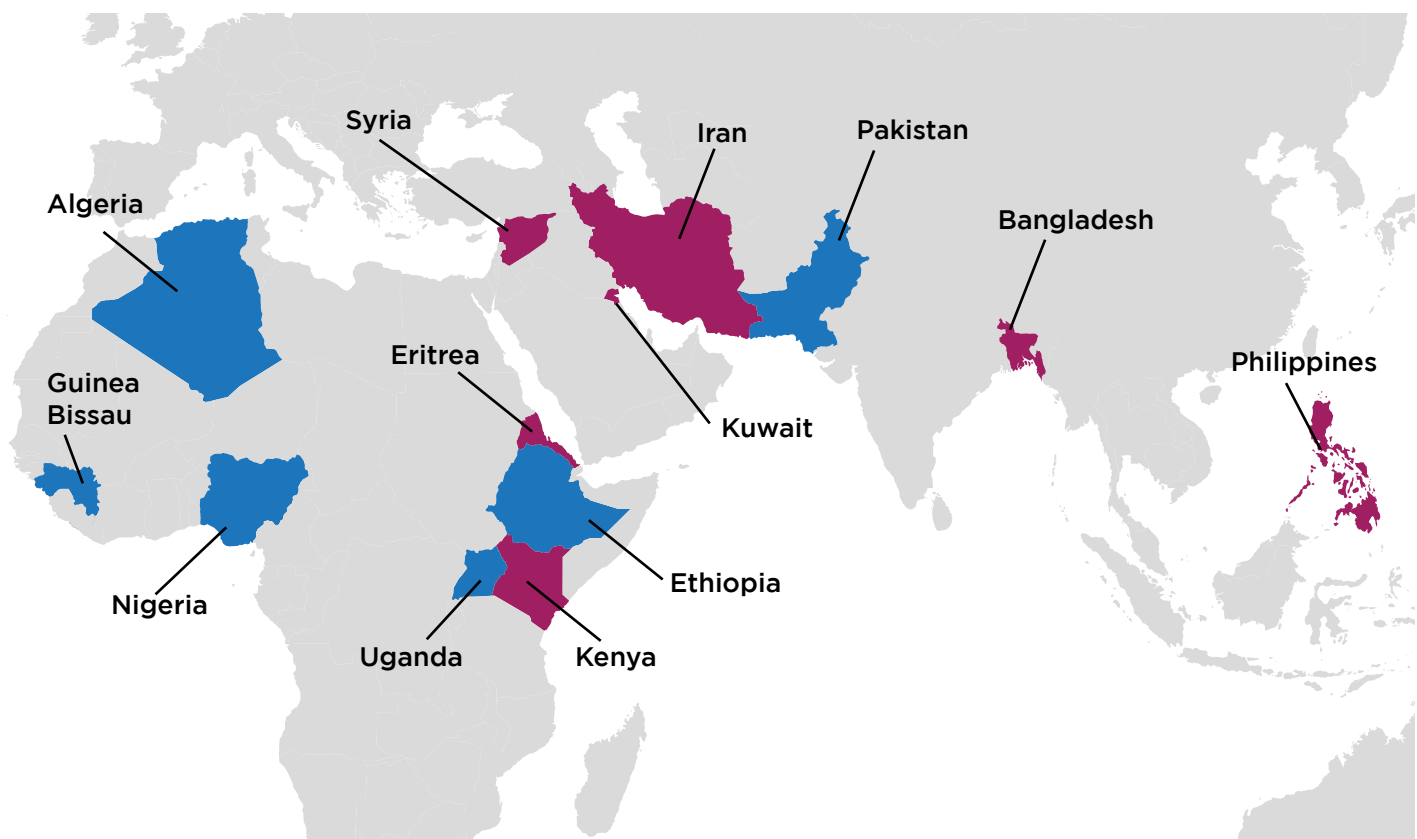 Syria
Iran
Pakistan
Algeria
Bangladesh
Eritrea
Philippines
Guinea
Bissau
Kuwait
Ethiopia
Nigeria
Uganda
Kenya